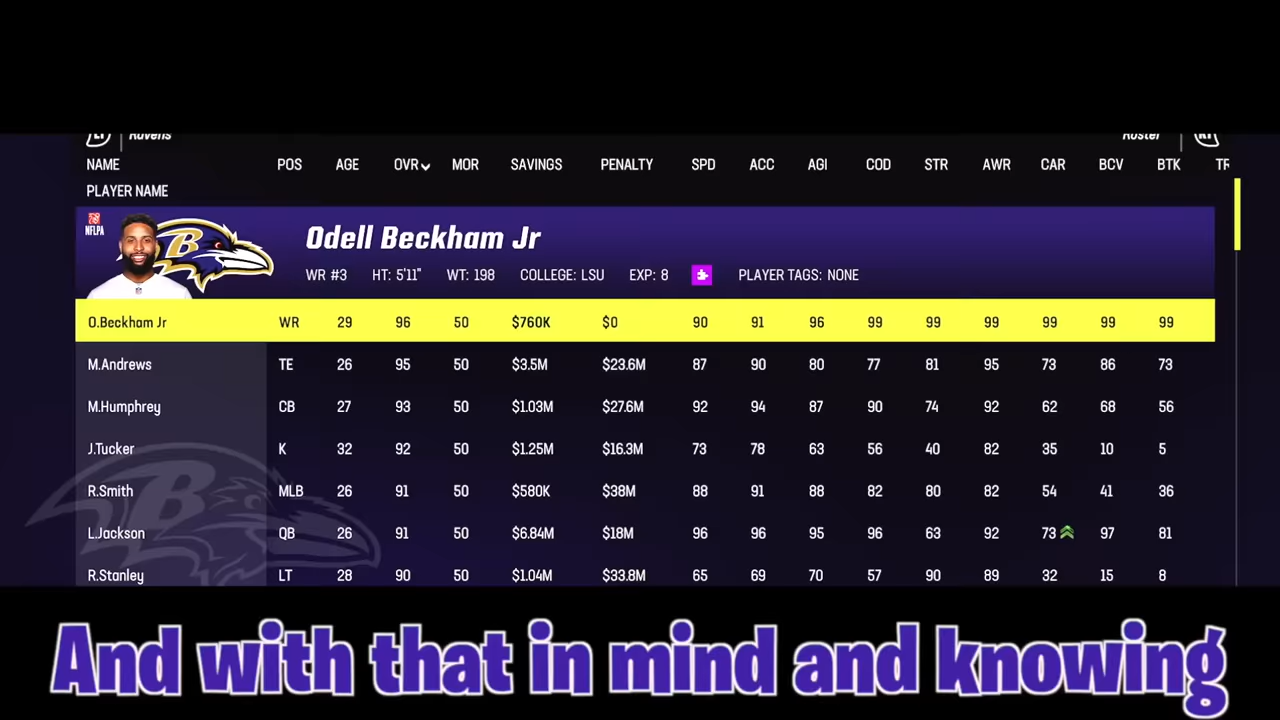 LT Ravens Roster RT
NAME POS AGE OVR MOR SAVINGS PENALTY SPD ACC AGI COD STR AWR CAR BCV BTK TR
PLAYER NAME
NFLPA
Odell Beckham Jr
WR #3 HT: 5'11" WT: 198 COLLEGE: LSU EXP: 8 PLAYER TAGS: NONE
O.Beckham Jr WR 29 96 50 $760K $0 90 91 96 99 99 99 99 99 99
M.Andrews TE 26 95 50 $3.5M $23.6M 87 90 80 77 81 95 73 86 73
M.Humphrey CB 27 93 50 $1.03M $27.6M 92 94 87 90 74 92 62 68 56
J.Tucker K 32 92 50 $1.25M $16.3M 73 78 63 56 40 82 35 10 5
R.Smith MLB 26 91 50 $580K $38M 88 91 88 82 80 82 54 41 36
L.Jackson QB 26 91 50 $6.84M $18M 96 96 95 96 63 92 73 97 81
R.Stanley LT 28 90 50 $1.04M $33.8M 65 69 70 57 90 89 32 15 8
And with that in mind and knowing